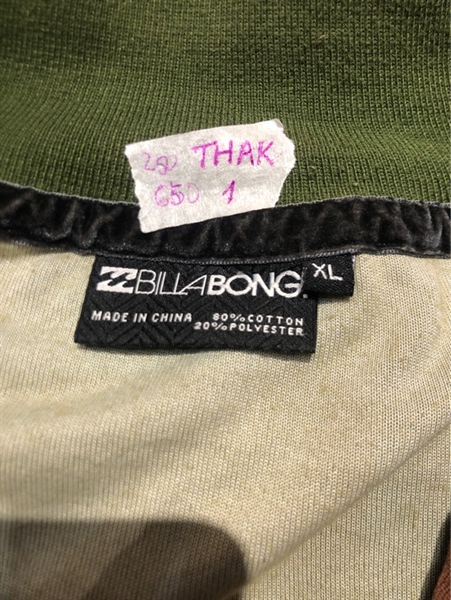 250 THAK
650 1
BILLABONG XL
MADE IN CHINA 80% COTTON
20% POLYESTER